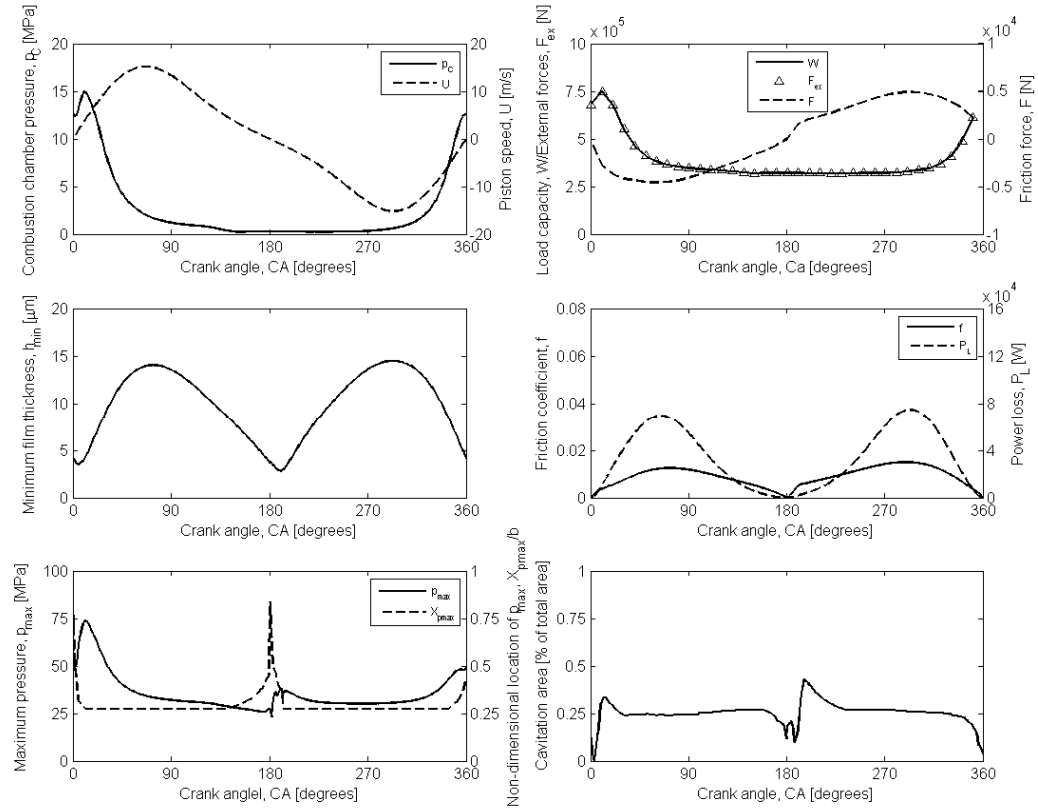 Combustion chamber pressure, p_C [MPa]
20
15
10
5
0
0 90 180 270 360
Crank angle, CA [degrees]
p_C
U
20
15
10
5
0
-5
-10
-15
-20
Piston speed, U [m/s]
Load capacity, W/External forces, F_ex [N]
x 10^5
10
7.5
5
2.5
0
0 90 180 270 360
Crank angle, Ca [degrees]
W
F_ex
F
x 10^4
1
0.5
0
-0.5
-1
Friction force, F [N]
Minimum film thickness, h_min [μm]
20
15
10
5
0
0 90 180 270 360
Crank angle, CA [degrees]
Friction coefficient, f
0.08
0.06
0.04
0.02
0
0 90 180 270 360
Crank angle, CA [degrees]
f
P_L
x 10^4
16
12
8
4
0
Power loss, P_L [W]
Maximum pressure, p_max [MPa]
100
75
50
25
0
0 90 180 270 360
Crank anglel, CA [degrees]
p_max
X_pmax
1
0.75
0.5
0.25
0
Non-dimensional location of p_max, X_pmax/b
Cavitation area [% of total area]
1
0.75
0.5
0.25
0
0 90 180 270 360
Crank angle, CA [degrees]